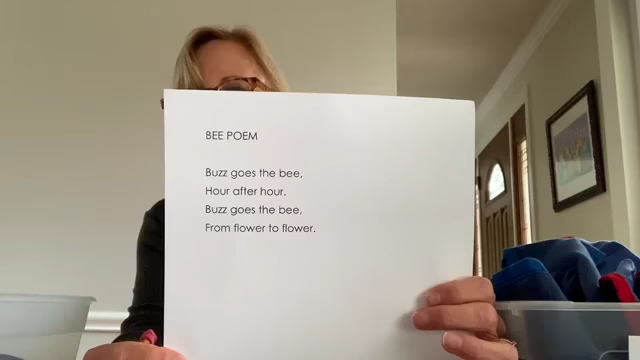 BEE POEM
Buzz goes the bee,
Hour after hour.
Buzz goes the bee,
From flower to flower.